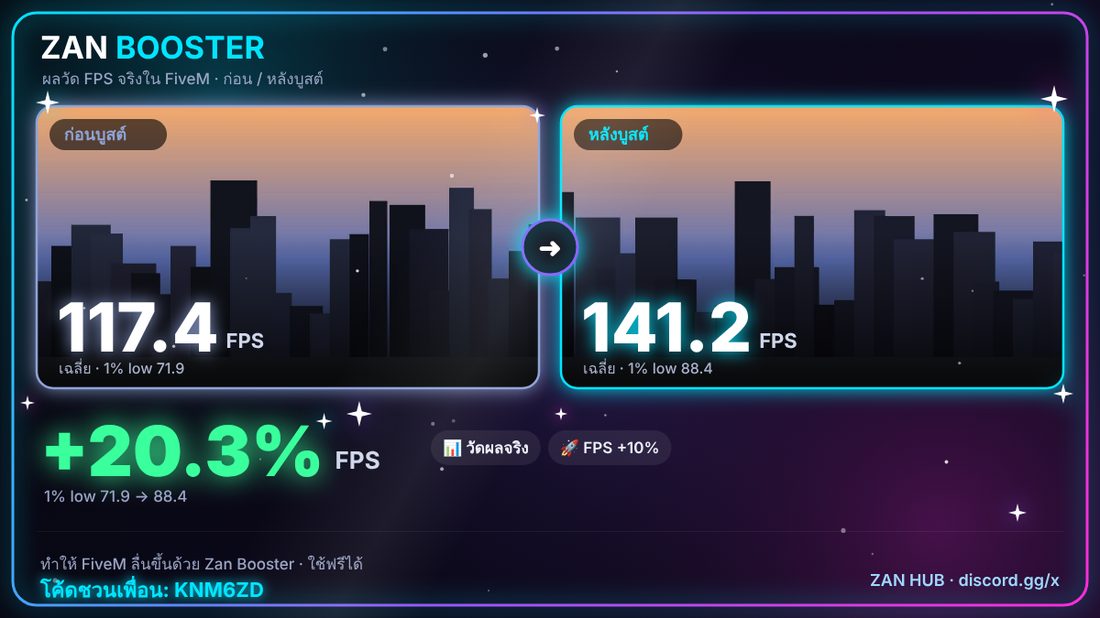 ZAN BOOSTER
ผลวัด FPS จริงใน FiveM · ก่อน / หลังบูสต์
ก่อนบูสต์
หลังบูสต์
117.4 FPS
เฉลี่ย · 1% low 71.9
➜
141.2 FPS
เฉลี่ย · 1% low 88.4
+20.3% FPS
1% low 71.9 → 88.4
📊 วัดผลจริง
🚀 FPS +10%
ทำให้ FiveM ลื่นขึ้นด้วย Zan Booster · ใช้ฟรีได้
โค้ดชวนเพื่อน: KNM6ZD
ZAN HUB · discord.gg/x